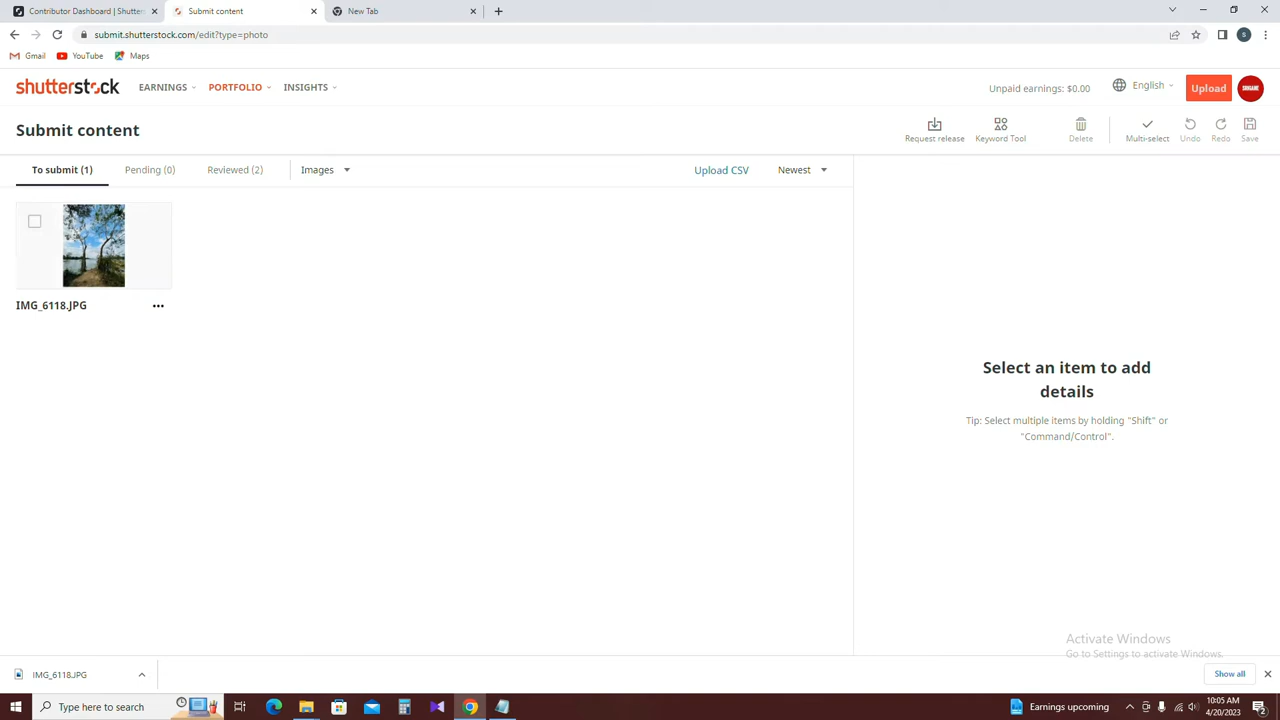 Contributor Dashboard | Shutters
Submit content
New Tab
submit.shutterstock.com/edit?type=photo
S
Gmail
YouTube
Maps
shutterstock
EARNINGS
PORTFOLIO
INSIGHTS
Unpaid earnings: $0.00
English
Upload
Submit content
Request release
Keyword Tool
Delete
Multi-select
Undo
Redo
Save
To submit (1)
Pending (0)
Reviewed (2)
Images
Upload CSV
Newest
IMG_6118.JPG
Select an item to add
details
Tip: Select multiple items by holding "Shift" or
"Command/Control".
Activate Windows
Go to Settings to activate Windows.
IMG_6118.JPG
Show all
Type here to search
Earnings upcoming
10:05 AM
4/20/2023
2